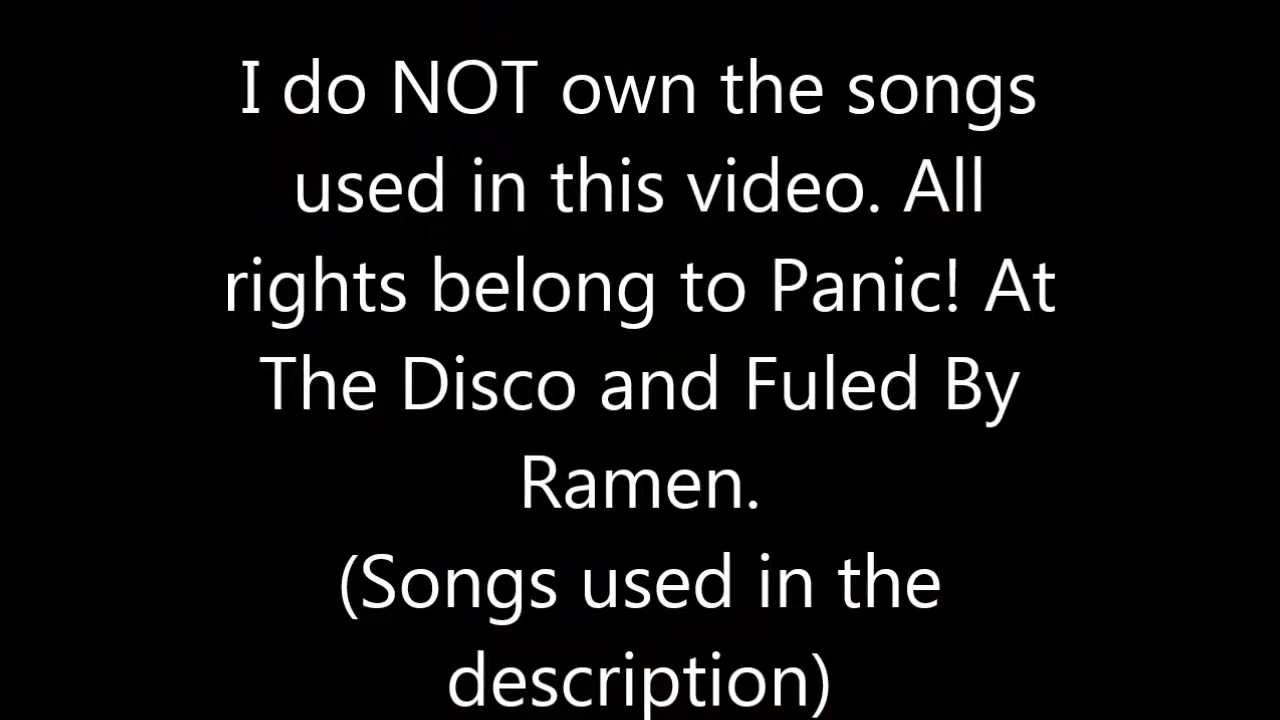 I do NOT own the songs
used in this video. All
rights belong to Panic! At
The Disco and Fuled By
Ramen.
(Songs used in the
description)